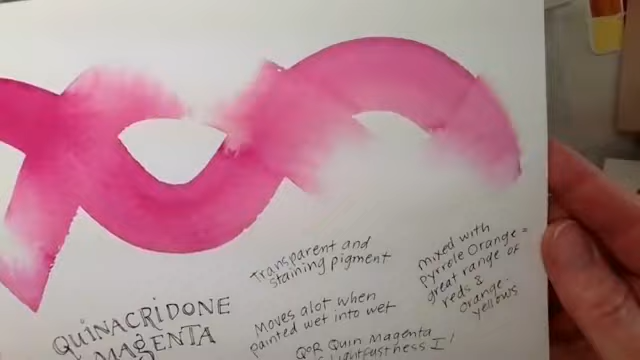 Transparent and
staining pigment
mixed with
pyrrole Orange =
great range of
reds &
orange.
yellows
Moves alot when
painted wet into wet
QUINACRIDONE
MAGENTA
QOR Quin Magenta
Lightfastness I!